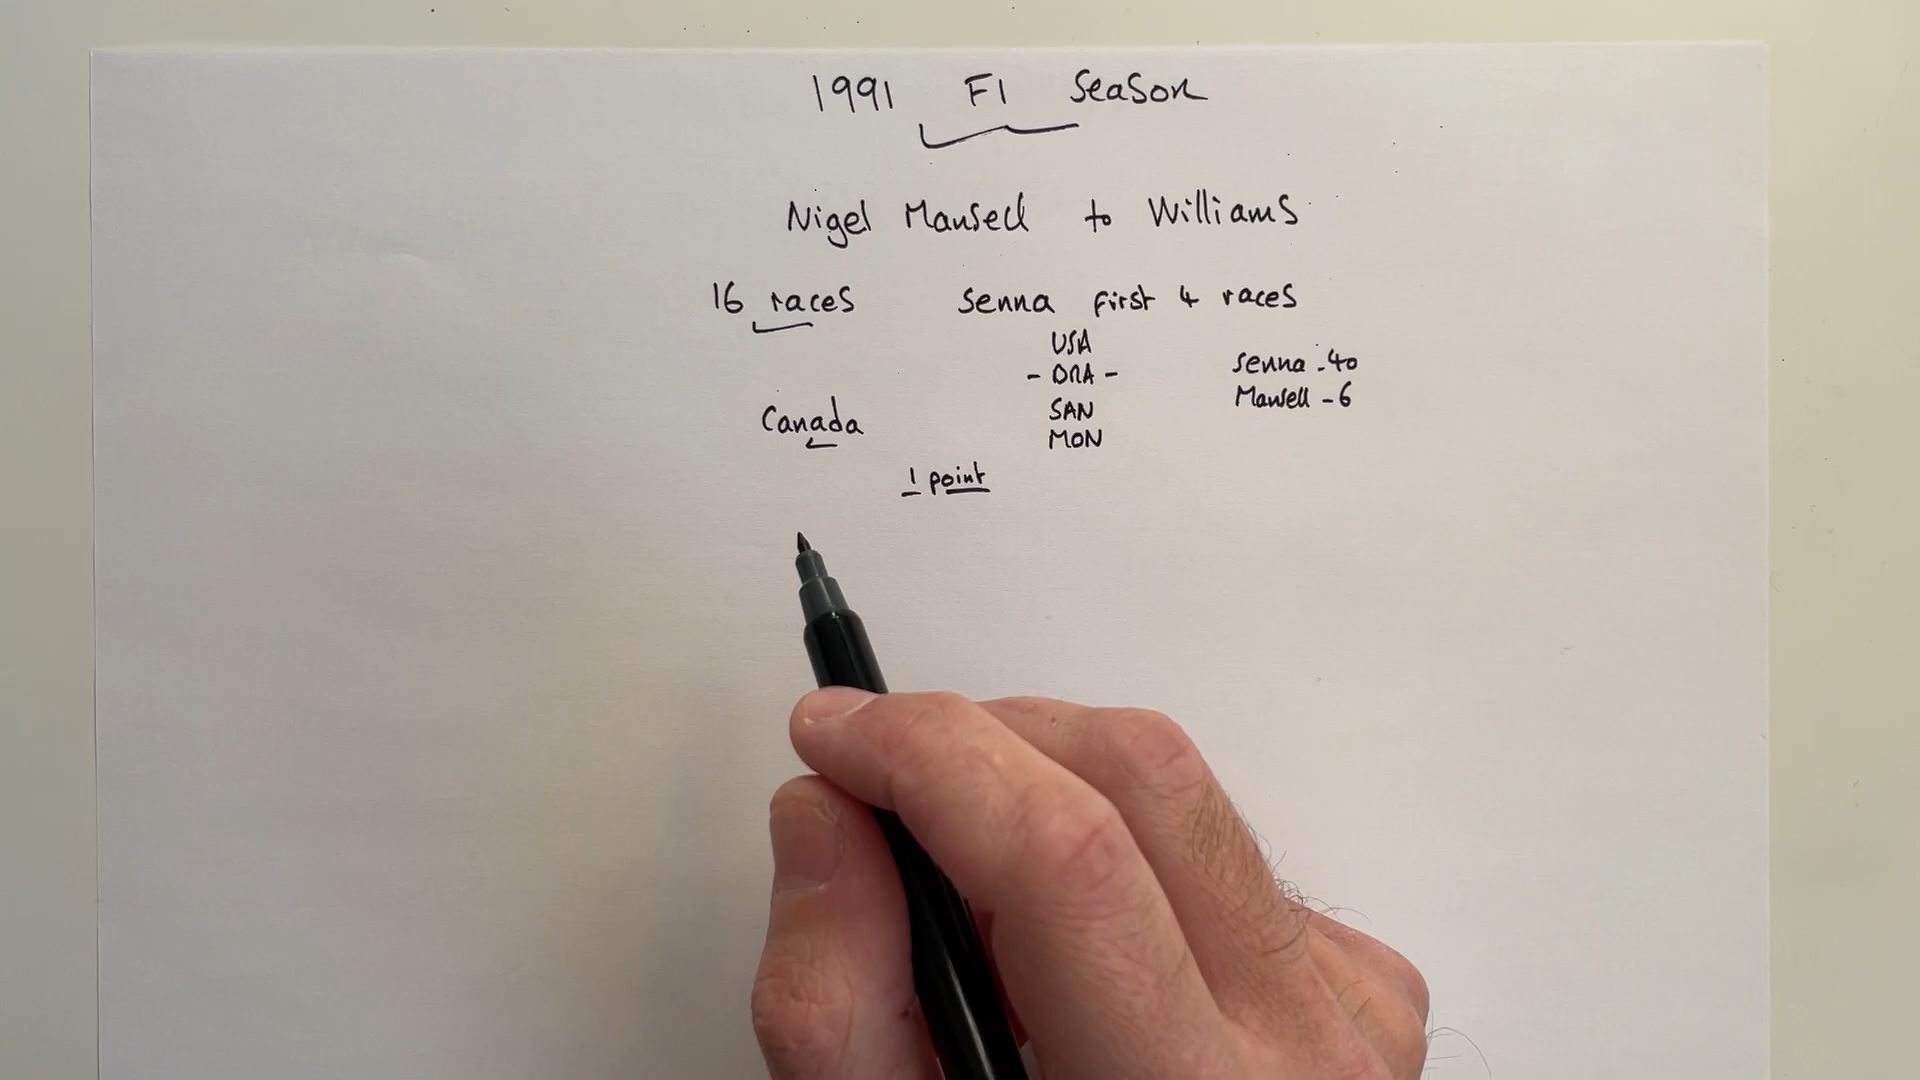 1991 F1 Season
Nigel Mansell to Williams
16 races
Senna first 4 races
USA
- BRA -
SAN
MON
Senna - 40
Mansell - 6
Canada
1 point